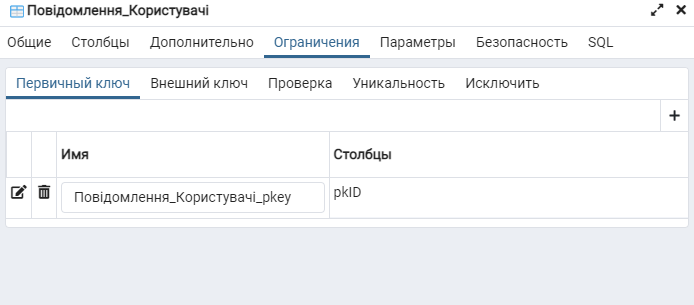 Повідомлення_Користувачі
Общие Столбцы Дополнительно Ограничения Параметры Безопасность SQL
Первичный ключ Внешний ключ Проверка Уникальность Исключить
Имя Столбцы
Повідомлення_Користувачі_pkey pkID